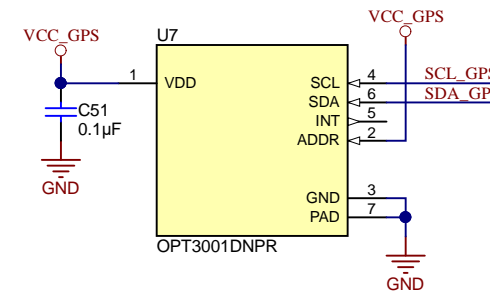 VCC_GPS
VCC_GPS
U7
1
VDD
SCL
4
SCL_GPS
SDA
6
SDA_GP
INT
5
ADDR
2
C51
0.1µF
GND
GND
3
PAD
7
OPT3001DNPR
GND